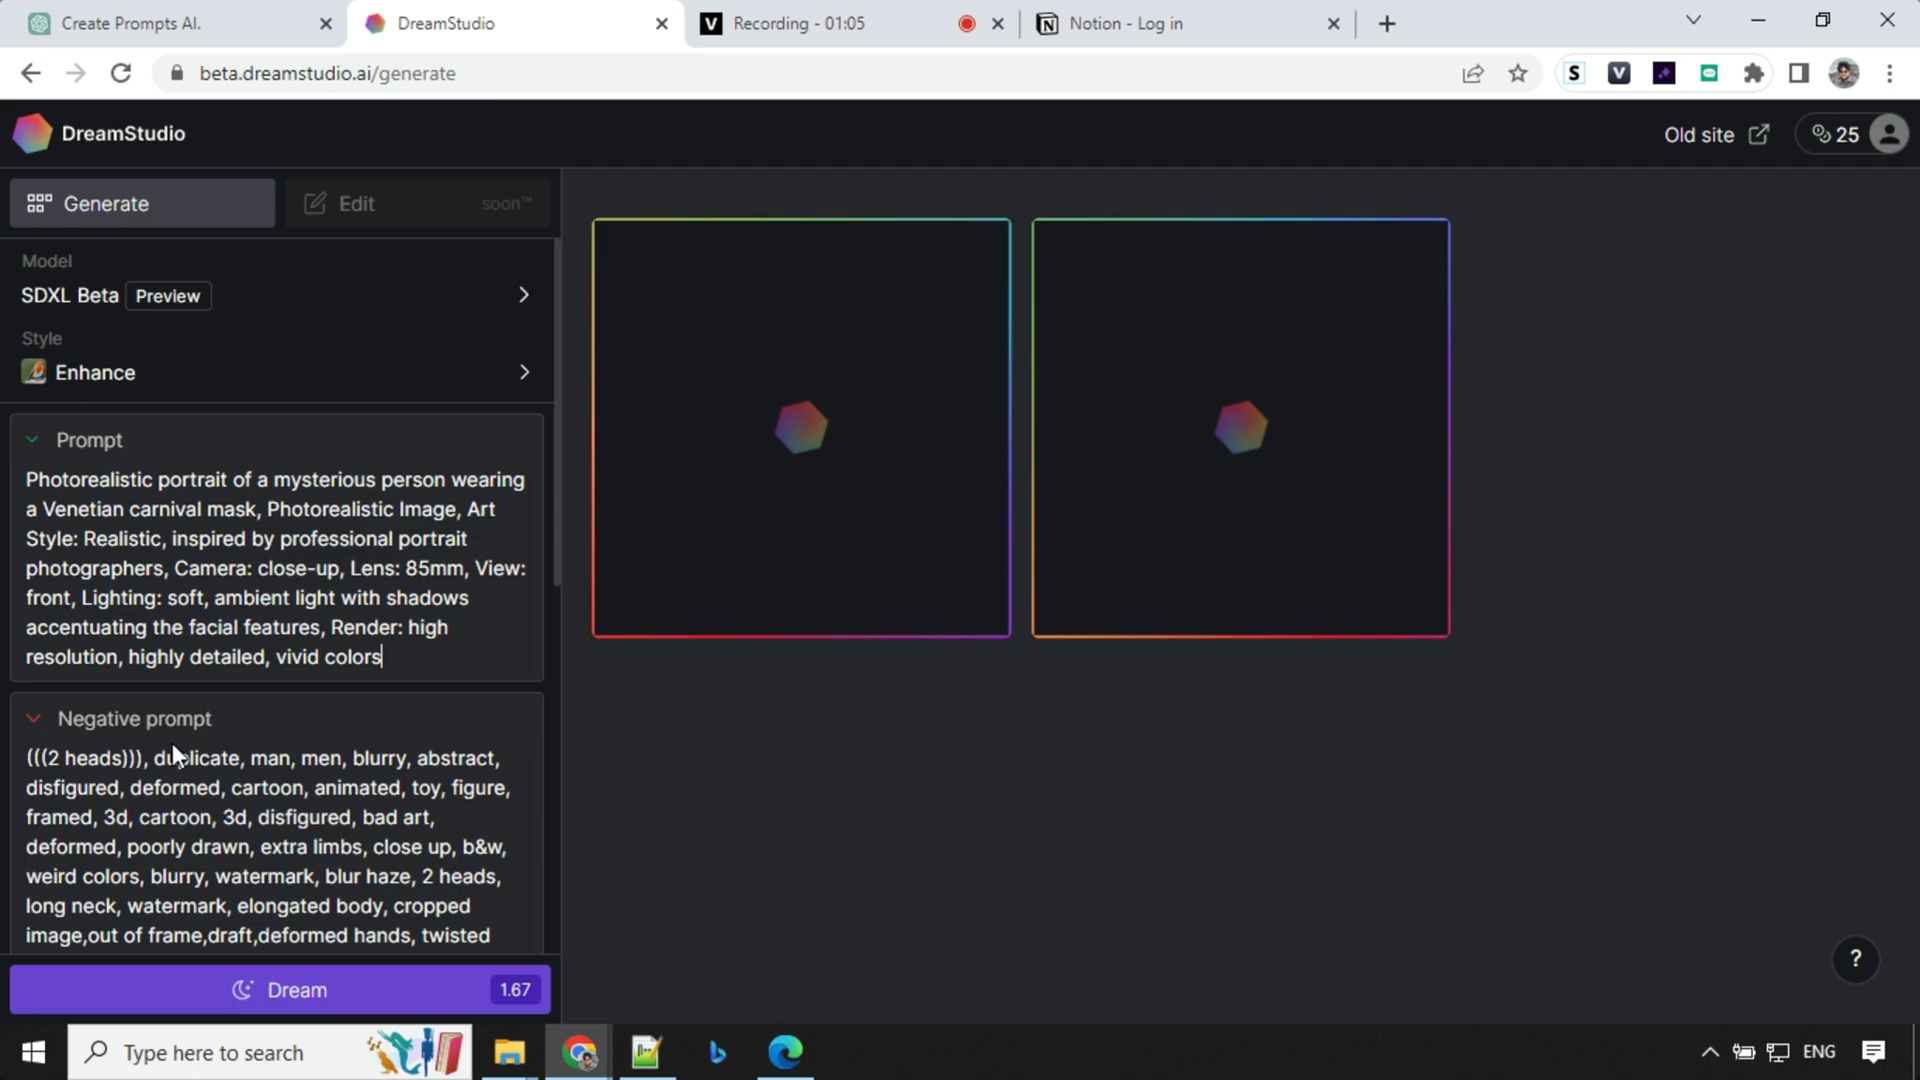 Create Prompts AI.
DreamStudio
Recording - 01:05
Notion - Log in
beta.dreamstudio.ai/generate
DreamStudio
Old site
25
Generate
Edit
soon™
Model
SDXL Beta Preview
Style
Enhance
Prompt
Photorealistic portrait of a mysterious person wearing
a Venetian carnival mask, Photorealistic Image, Art
Style: Realistic, inspired by professional portrait
photographers, Camera: close-up, Lens: 85mm, View:
front, Lighting: soft, ambient light with shadows
accentuating the facial features, Render: high
resolution, highly detailed, vivid colors
Negative prompt
(((2 heads))), duplicate, man, men, blurry, abstract,
disfigured, deformed, cartoon, animated, toy, figure,
framed, 3d, cartoon, 3d, disfigured, bad art,
deformed, poorly drawn, extra limbs, close up, b&w,
weird colors, blurry, watermark, blur haze, 2 heads,
long neck, watermark, elongated body, cropped
image,out of frame,draft,deformed hands, twisted
Dream
1.67
?
Type here to search
ENG